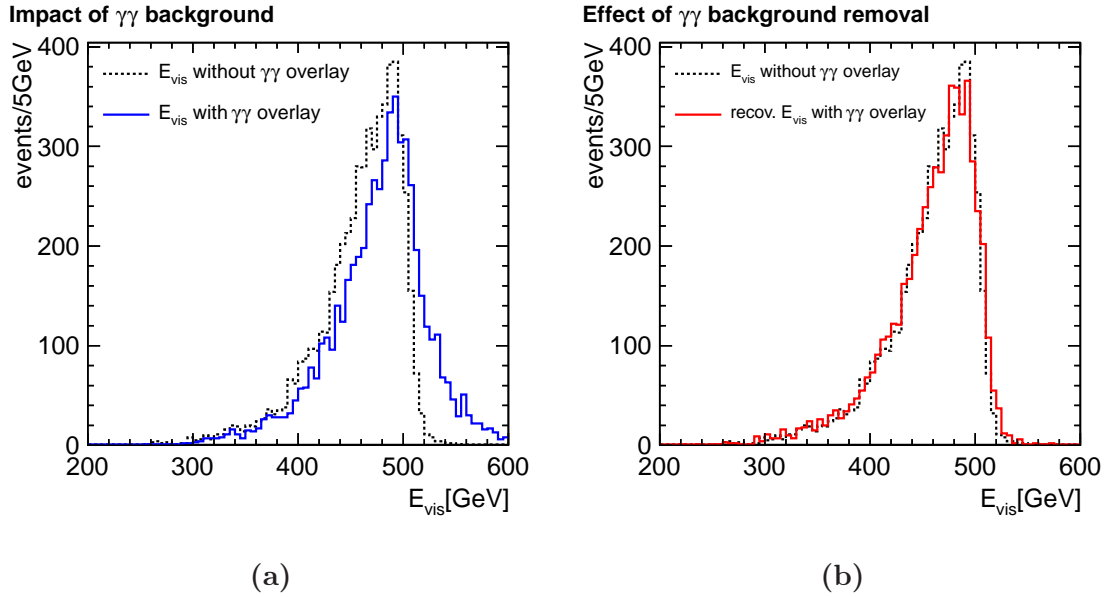 Impact of γγ background
events/5GeV
400
300
200
100
0
E_vis without γγ overlay
E_vis with γγ overlay
200 300 400 500 600
E_vis[GeV]
(a)
Effect of γγ background removal
events/5GeV
400
300
200
100
0
E_vis without γγ overlay
recov. E_vis with γγ overlay
200 300 400 500 600
E_vis[GeV]
(b)